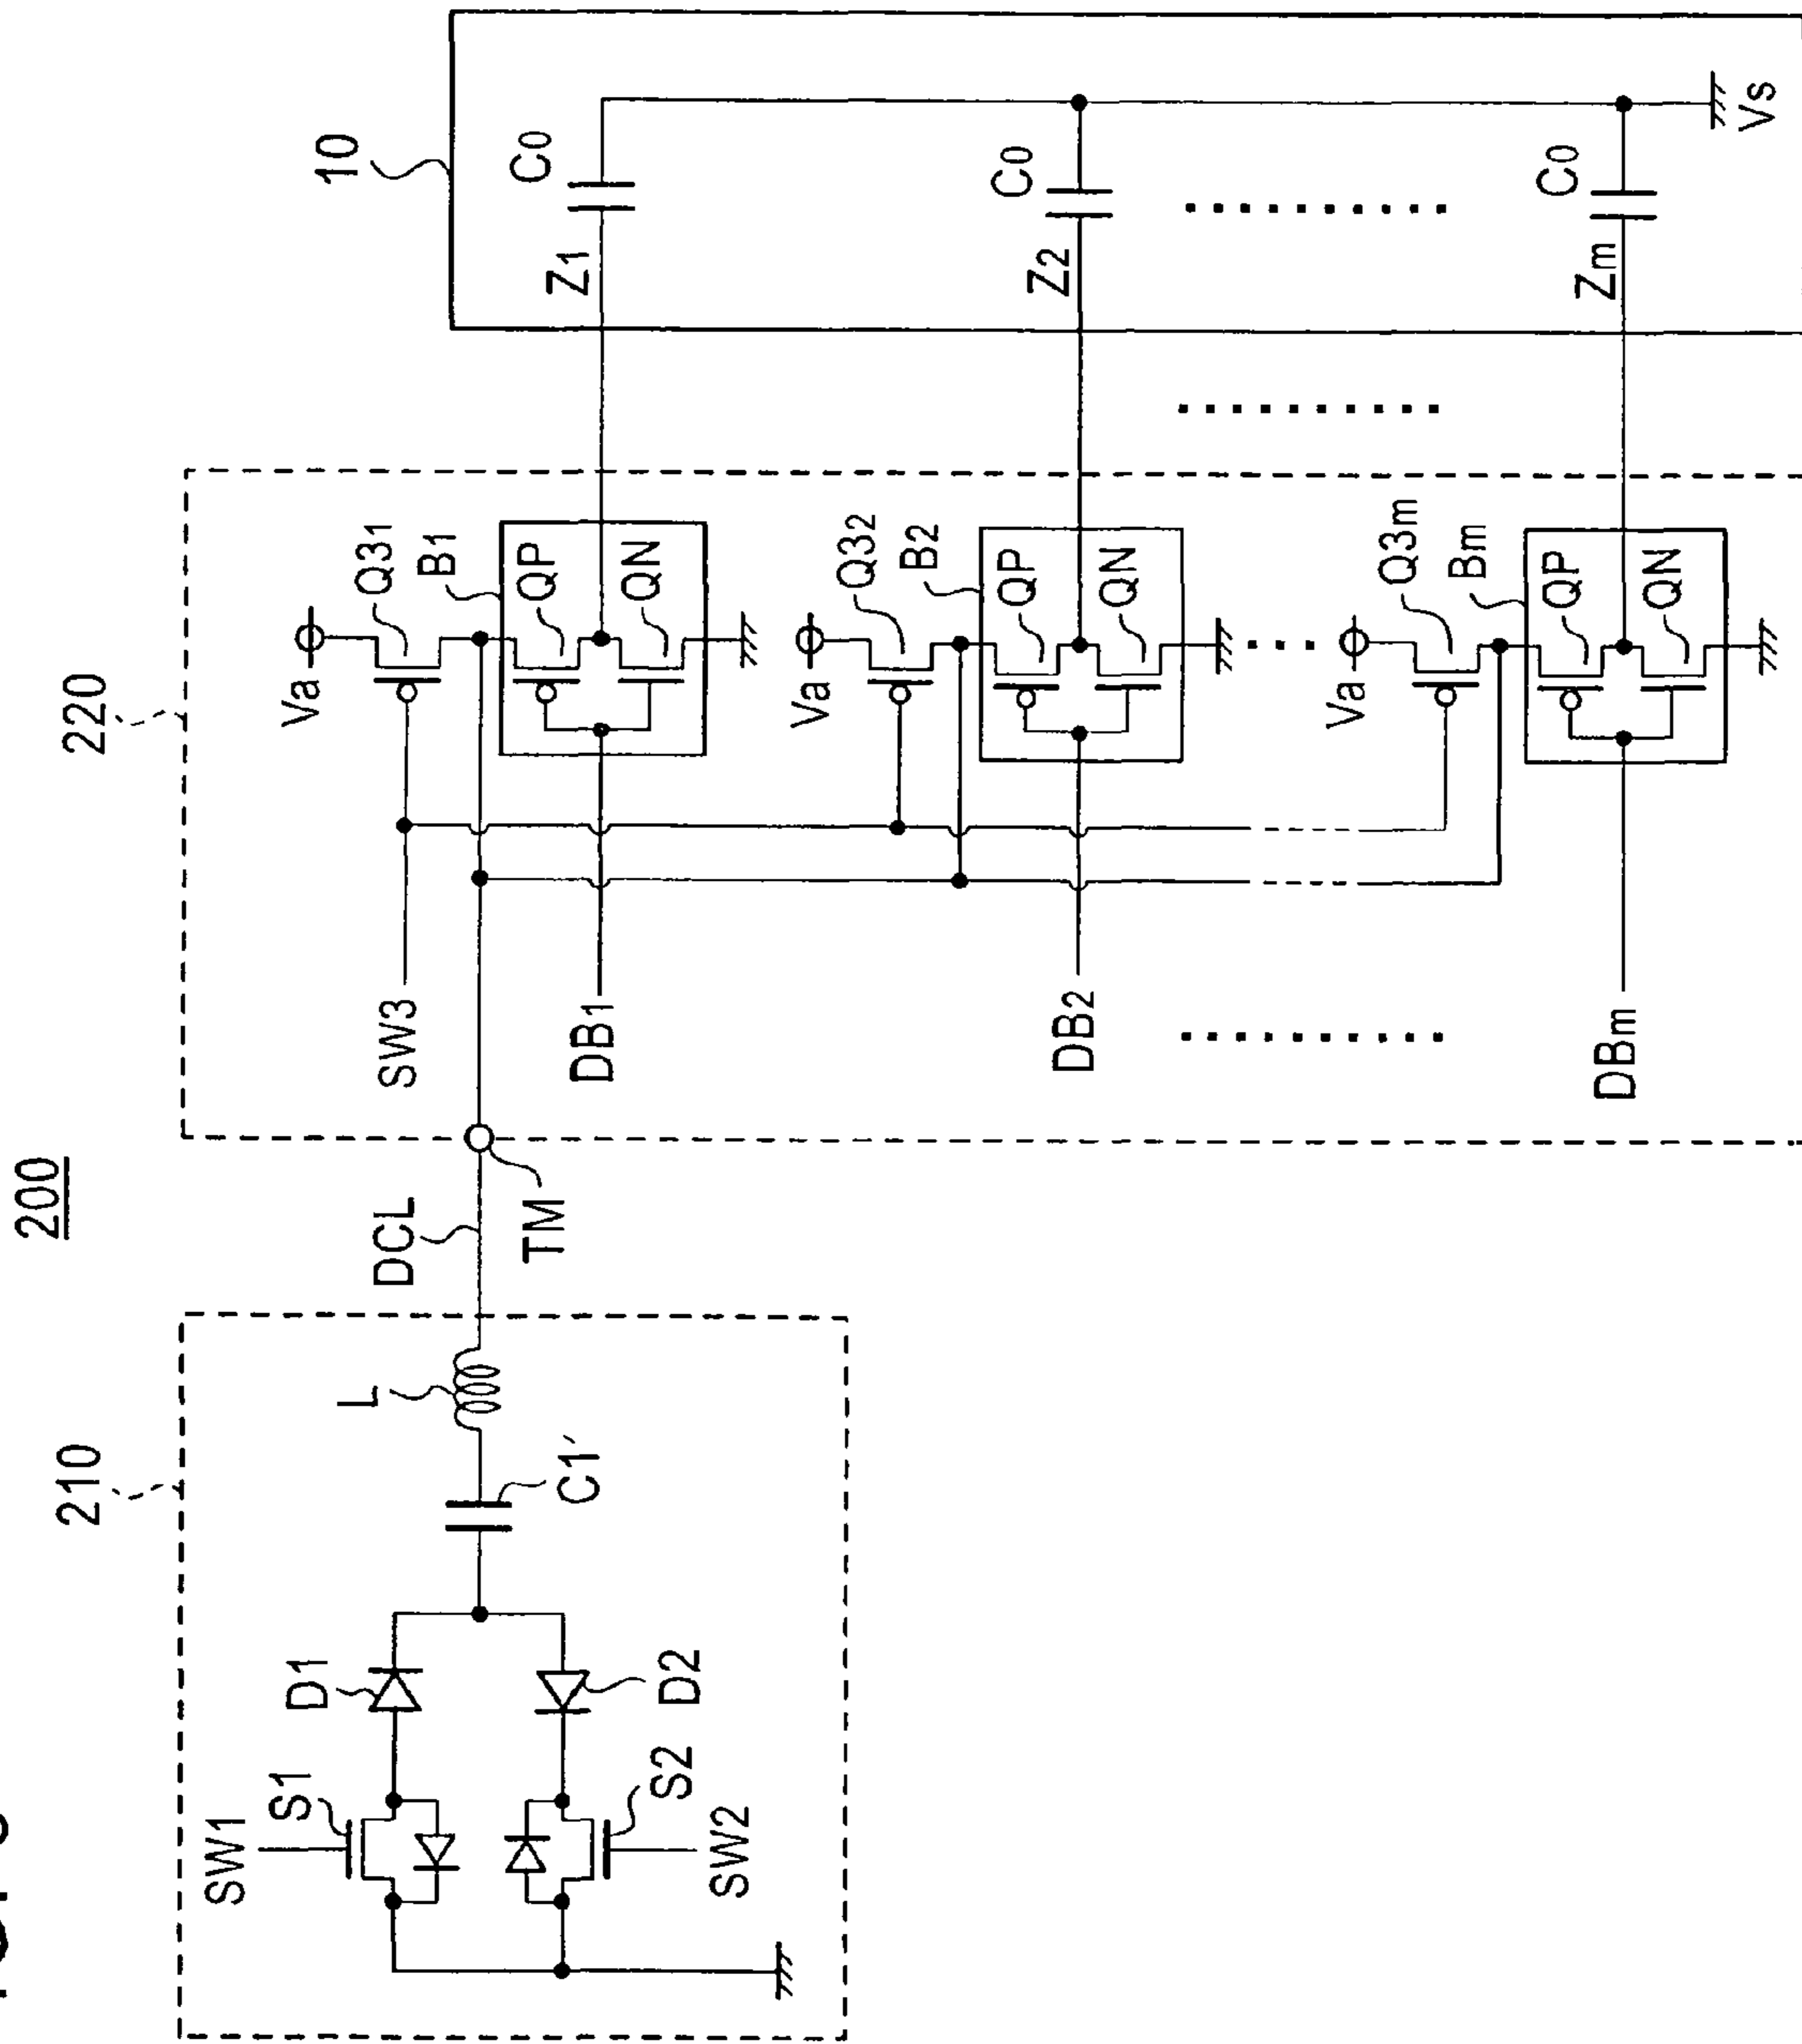 200
210
SW1
S1
D1
D2
S2
SW2
L
C1′
DCL
TM
220
SW3
DB1
DB2
DBm
Va
Q31
B1
QP
QN
Va
Q32
B2
QP
QN
Va
Q3m
Bm
QP
QN
10
Z1
C0
Z2
C0
Zm
C0
Vs